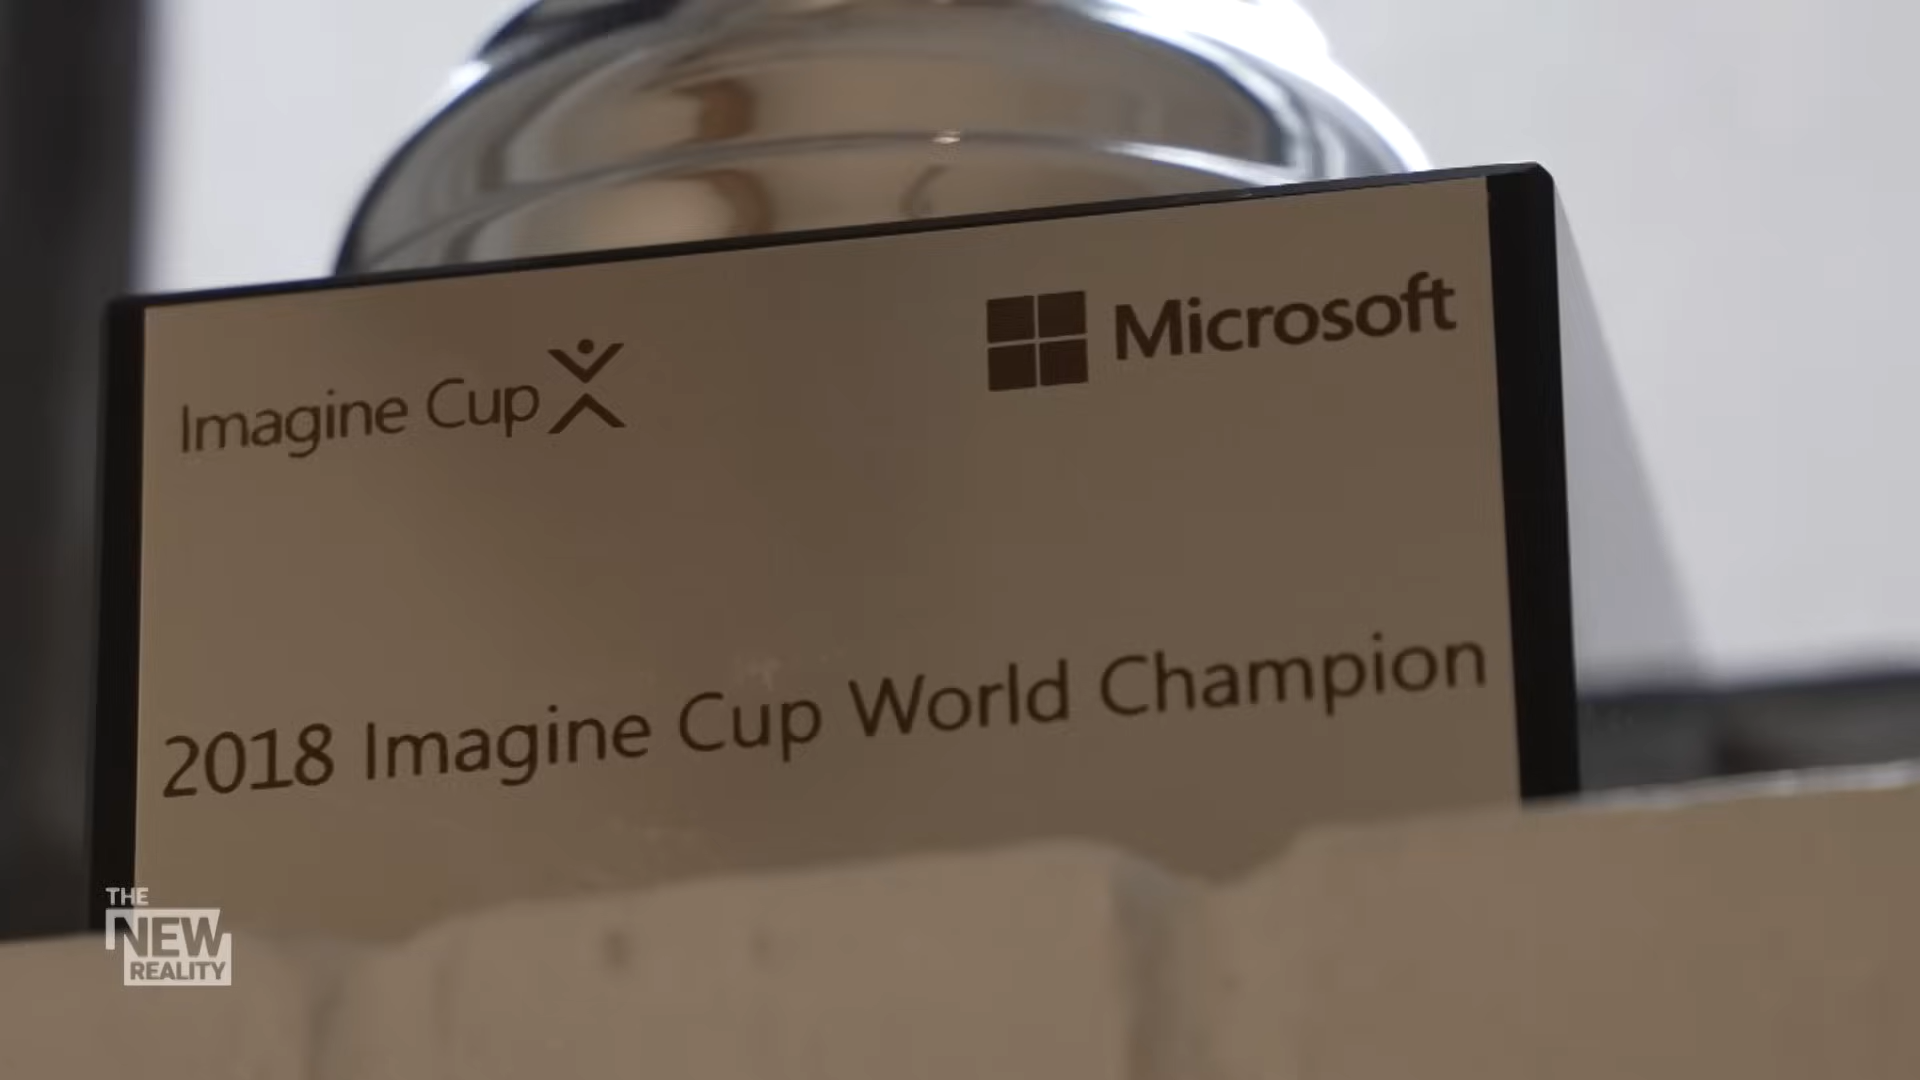 Imagine Cup
Microsoft
2018 Imagine Cup World Champion
THE
NEW
REALITY